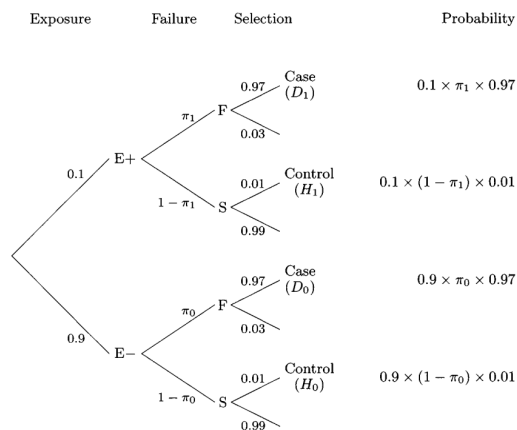 Exposure Failure Selection Probability
0.97 Case
(D₁) 0.1 × π₁ × 0.97
π₁ F
0.03
0.1 E+
0.01 Control
(H₁) 0.1 × (1 − π₁) × 0.01
1 − π₁ S
0.99
0.97 Case
(D₀) 0.9 × π₀ × 0.97
π₀ F
0.03
0.9 E−
0.01 Control
(H₀) 0.9 × (1 − π₀) × 0.01
1 − π₀ S
0.99